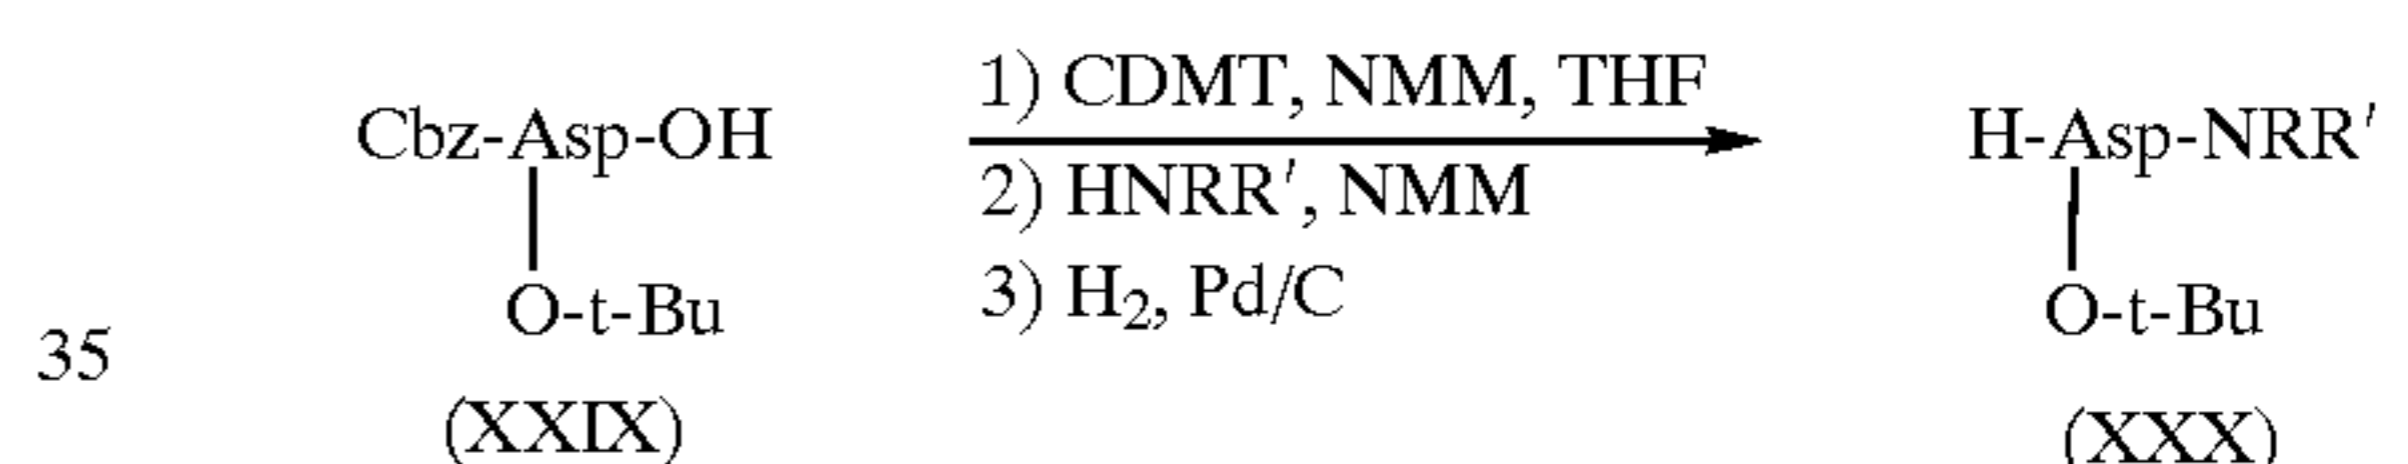 1) CDMT, NMM, THF
Cbz-Asp-OH H-Asp-NRR′
2) HNRR′, NMM
3) H₂, Pd/C
O-t-Bu O-t-Bu
35
(XXIX) (XXX)